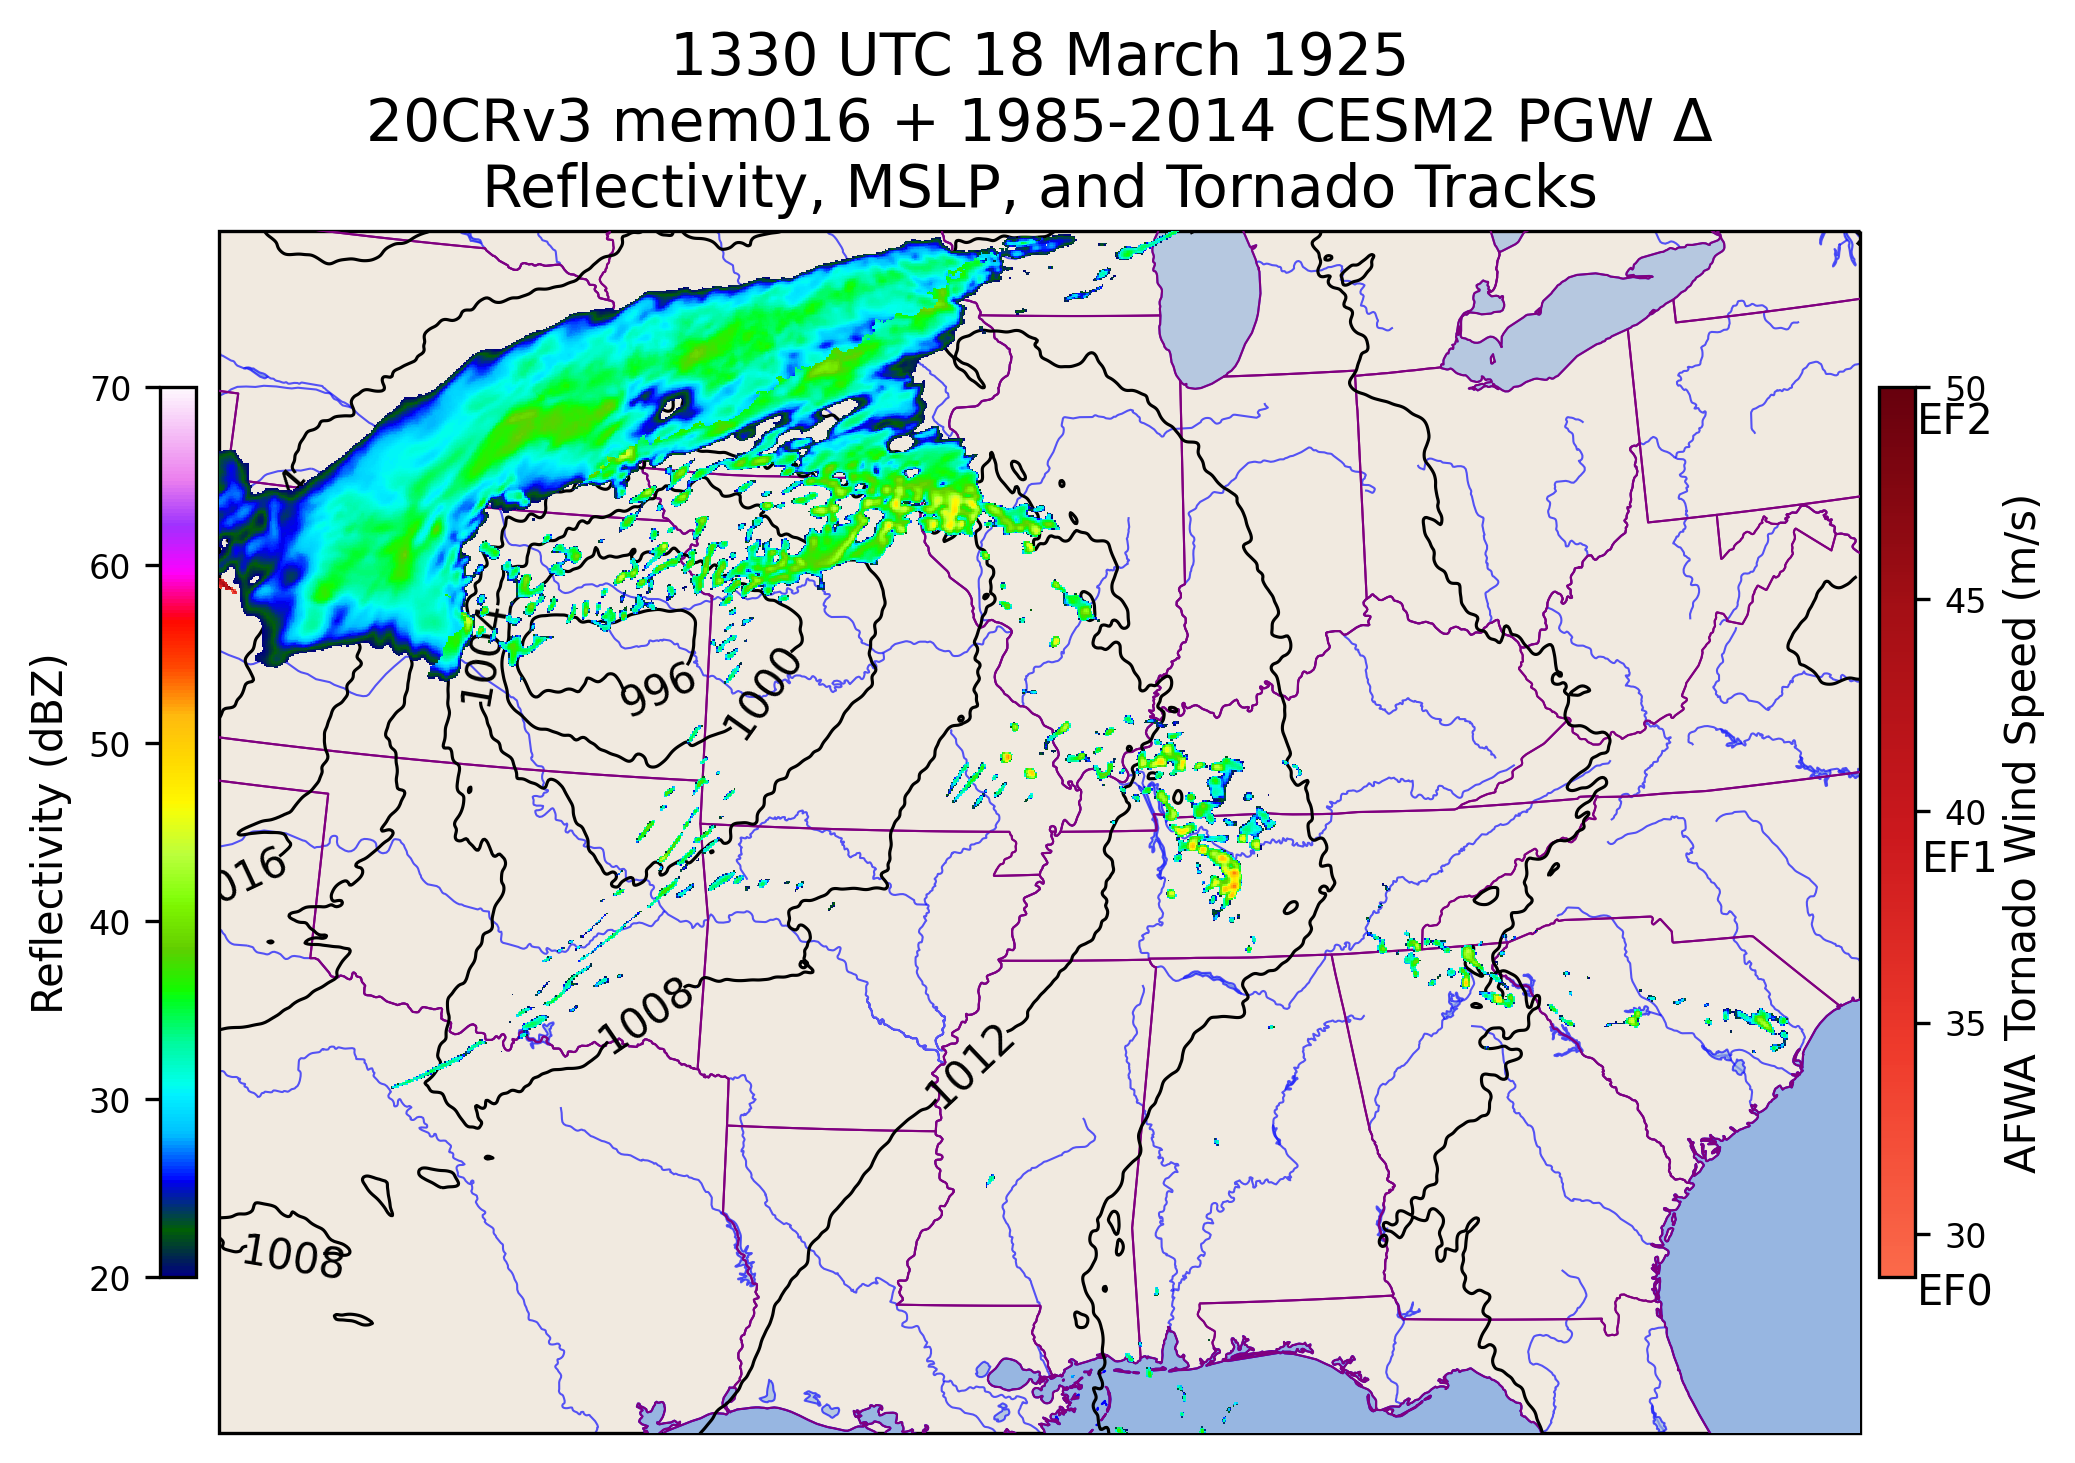 1330 UTC 18 March 1925
20CRv3 mem016 + 1985-2014 CESM2 PGW Δ
Reflectivity, MSLP, and Tornado Tracks
70
60
50
40
30
20
Reflectivity (dBZ)
4
1004
996
1000
016
1008
1012
1008
50
EF2
45
40
EF1
35
30
EF0
AFWA Tornado Wind Speed (m/s)